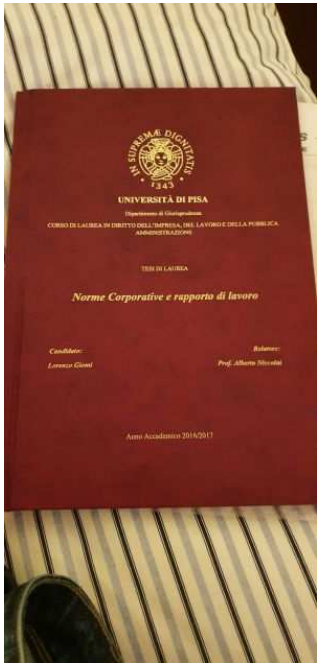 IN SUPREMÆ DIGNITATIS
1343
UNIVERSITÀ DI PISA
Dipartimento di Giurisprudenza
CORSO DI LAUREA IN DIRITTO DELL'IMPRESA, DEL LAVORO E DELLA PUBBLICA
AMMINISTRAZIONE
TESI DI LAUREA
Norme Corporative e rapporto di lavoro
Candidato:
Lorenzo Giomi
Relatore:
Prof. Alberto Niccolai
Anno Accademico 2016/2017